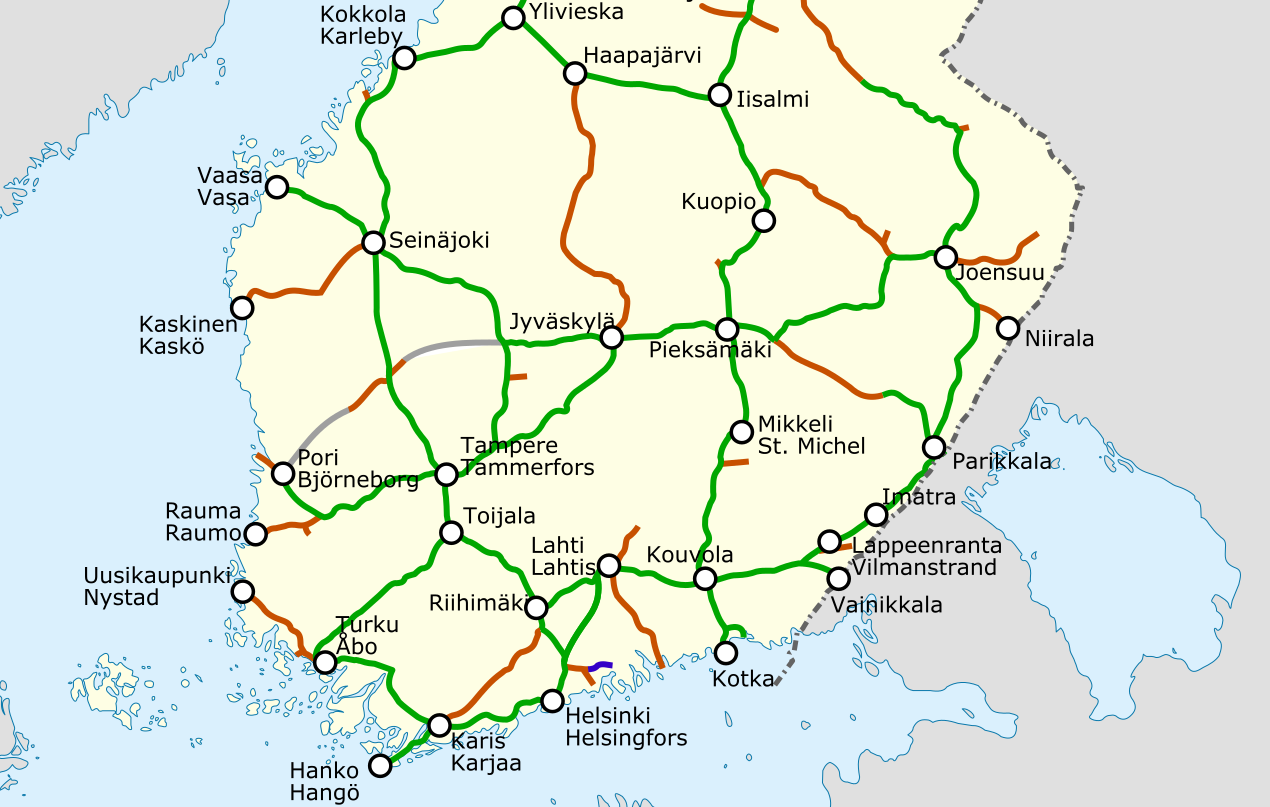 Kokkola
Karleby
Ylivieska
Haapajärvi
Iisalmi
Vaasa
Vasa
Kuopio
Seinäjoki
Joensuu
Kaskinen
Kaskö
Jyväskylä
Pieksämäki
Niirala
Mikkeli
St. Michel
Tampere
Tammerfors
Pori
Björneborg
Parikkala
Imatra
Rauma
Raumo
Toijala
Lahti
Lahtis
Kouvola
Lappeenranta
Vilmanstrand
Uusikaupunki
Nystad
Riihimäki
Vainikkala
Turku
Åbo
Kotka
Helsinki
Helsingfors
Karis
Karjaa
Hanko
Hangö